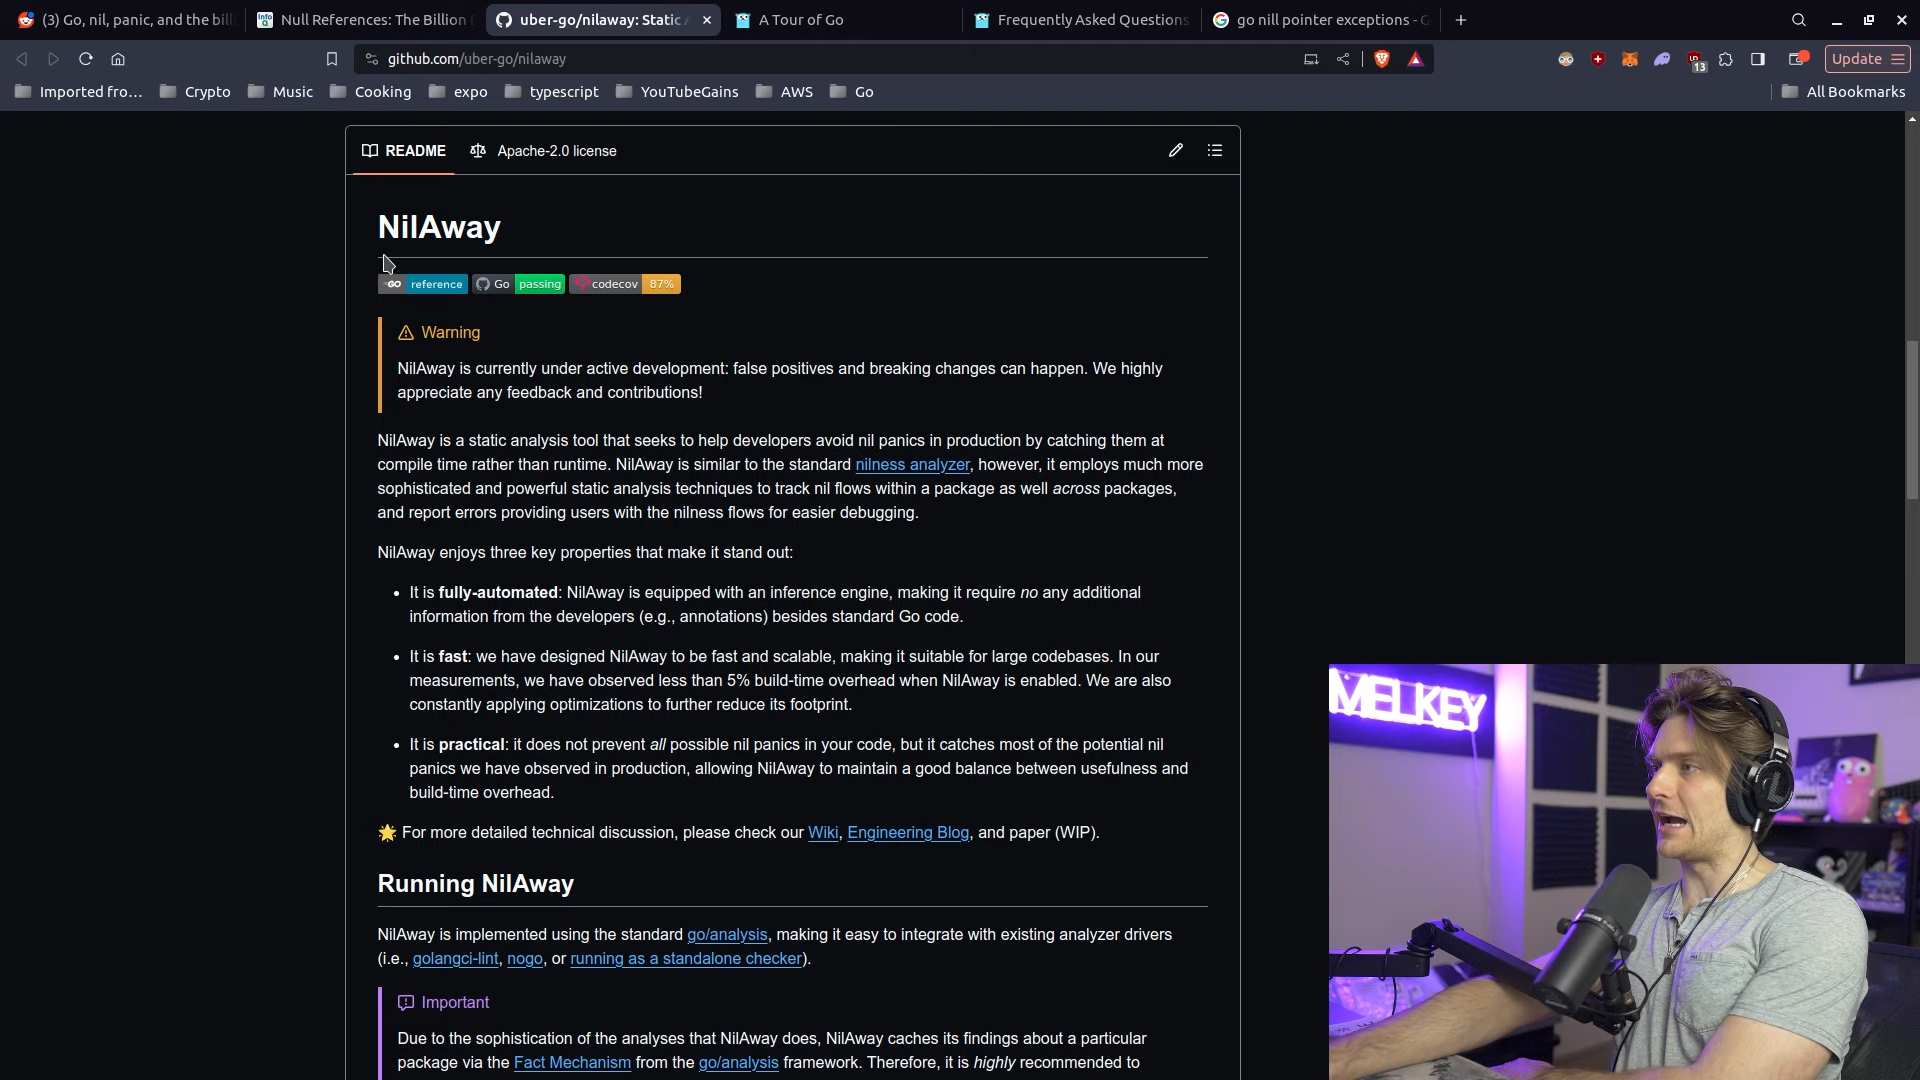 (3) Go, nil, panic, and the bill
Null References: The Billion D
uber-go/nilaway: Static A
A Tour of Go
Frequently Asked Questions
go nill pointer exceptions - G
github.com/uber-go/nilaway
13
Update
Imported fro...
Crypto
Music
Cooking
expo
typescript
YouTubeGains
AWS
Go
All Bookmarks
README
Apache-2.0 license
NilAway
GO reference
Go passing
codecov 87%
Warning
NilAway is currently under active development: false positives and breaking changes can happen. We highly
appreciate any feedback and contributions!
NilAway is a static analysis tool that seeks to help developers avoid nil panics in production by catching them at
compile time rather than runtime. NilAway is similar to the standard nilness analyzer, however, it employs much more
sophisticated and powerful static analysis techniques to track nil flows within a package as well across packages,
and report errors providing users with the nilness flows for easier debugging.
NilAway enjoys three key properties that make it stand out:
• It is fully-automated: NilAway is equipped with an inference engine, making it require no any additional
information from the developers (e.g., annotations) besides standard Go code.
• It is fast: we have designed NilAway to be fast and scalable, making it suitable for large codebases. In our
measurements, we have observed less than 5% build-time overhead when NilAway is enabled. We are also
constantly applying optimizations to further reduce its footprint.
• It is practical: it does not prevent all possible nil panics in your code, but it catches most of the potential nil
panics we have observed in production, allowing NilAway to maintain a good balance between usefulness and
build-time overhead.
🌟 For more detailed technical discussion, please check our Wiki, Engineering Blog, and paper (WIP).
Running NilAway
NilAway is implemented using the standard go/analysis, making it easy to integrate with existing analyzer drivers
(i.e., golangci-lint, nogo, or running as a standalone checker).
Important
Due to the sophistication of the analyses that NilAway does, NilAway caches its findings about a particular
package via the Fact Mechanism from the go/analysis framework. Therefore, it is highly recommended to
MELKEY